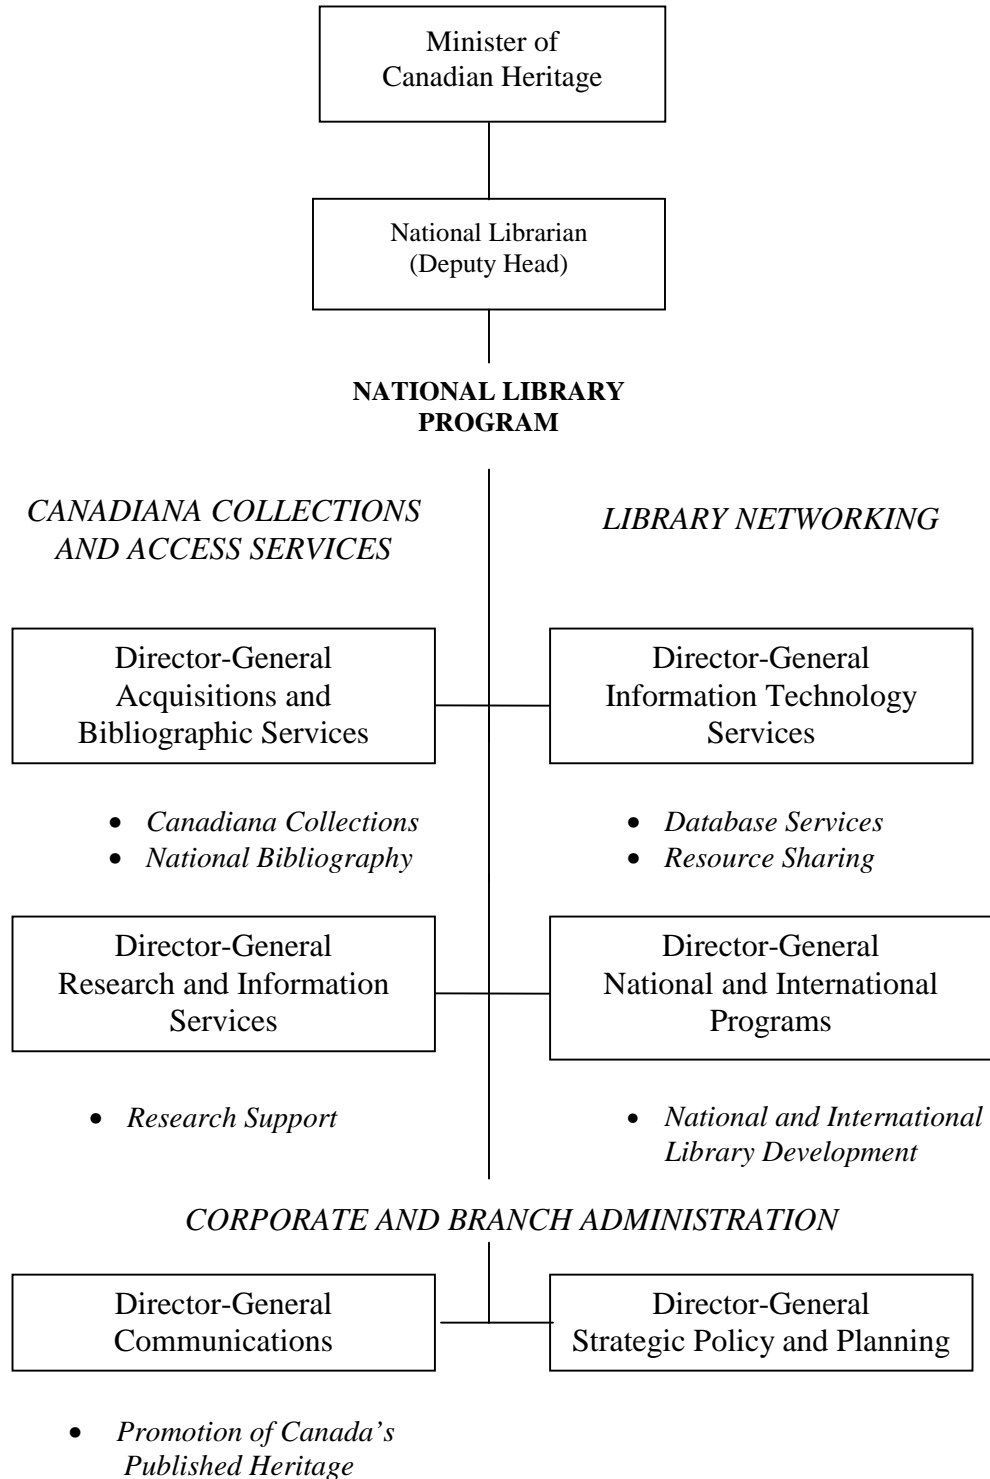 Minister of
Canadian Heritage
National Librarian
(Deputy Head)
NATIONAL LIBRARY
PROGRAM
CANADIANA COLLECTIONS
AND ACCESS SERVICES
LIBRARY NETWORKING
Director-General
Acquisitions and
Bibliographic Services
Director-General
Information Technology
Services
• Canadiana Collections
• National Bibliography
• Database Services
• Resource Sharing
Director-General
Research and Information
Services
Director-General
National and International
Programs
• Research Support
• National and International
Library Development
CORPORATE AND BRANCH ADMINISTRATION
Director-General
Communications
Director-General
Strategic Policy and Planning
• Promotion of Canada’s
Published Heritage